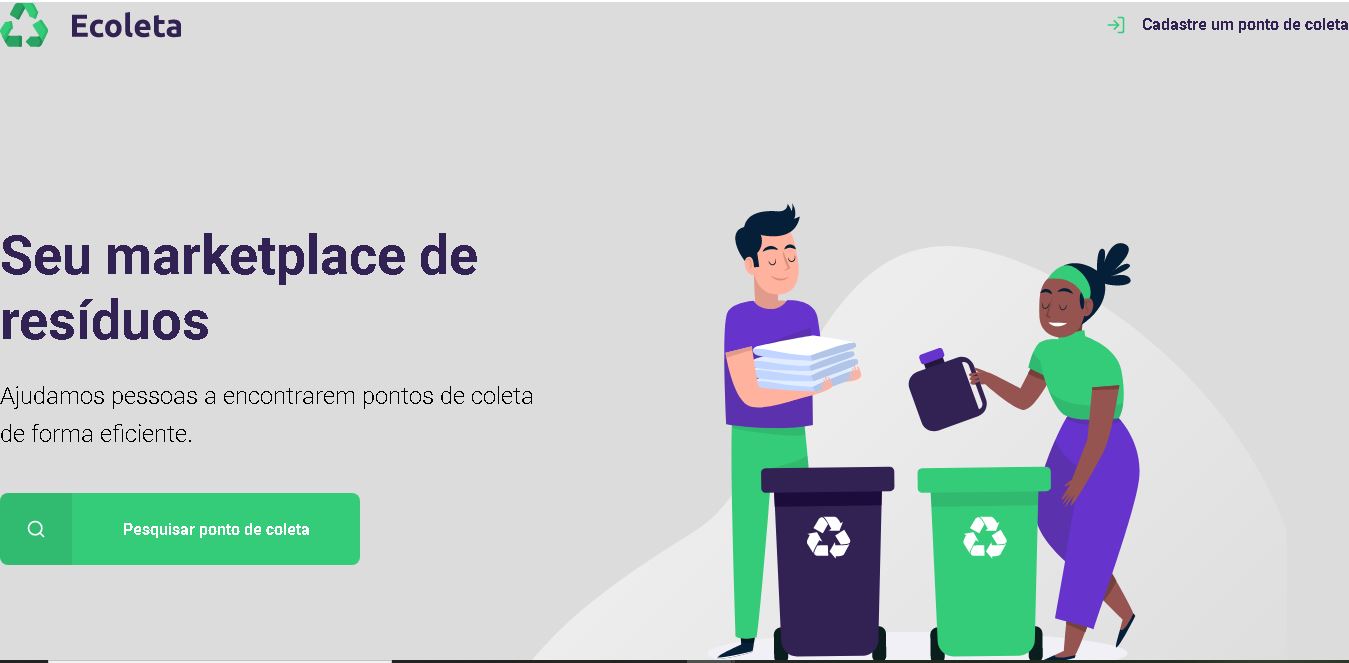 Ecoleta
Cadastre um ponto de coleta
Seu marketplace de
resíduos
Ajudamos pessoas a encontrarem pontos de coleta
de forma eficiente.
Pesquisar ponto de coleta